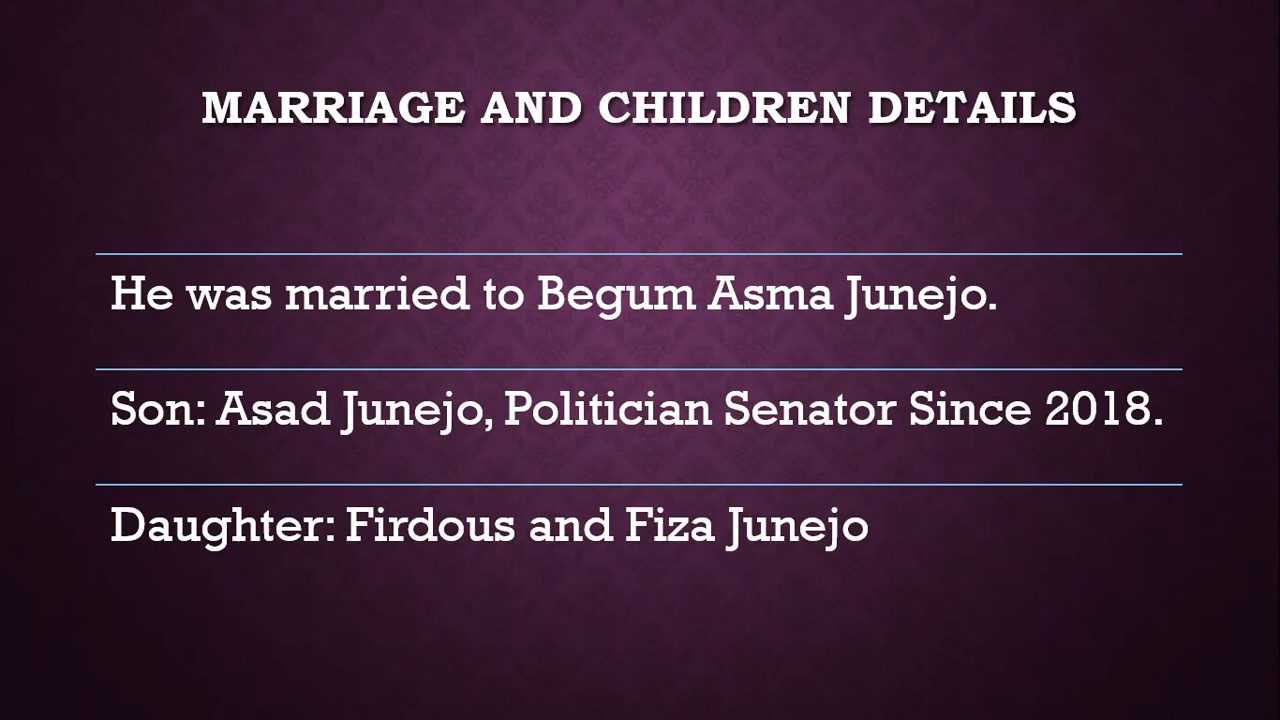 MARRIAGE AND CHILDREN DETAILS
He was married to Begum Asma Junejo.
Son: Asad Junejo, Politician Senator Since 2018.
Daughter: Firdous and Fiza Junejo